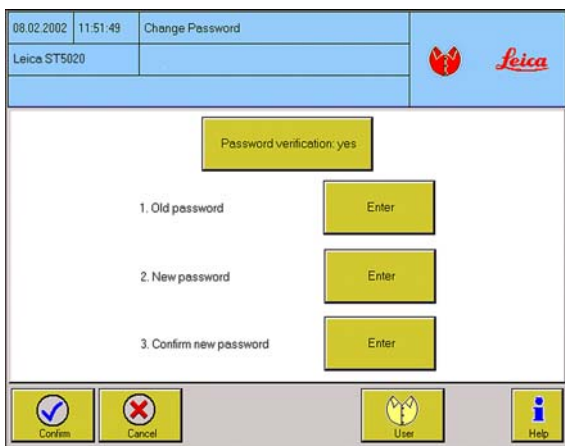 08.02.2002 11:51:49 Change Password
Leica ST5020
Leica
Password verification: yes
1. Old password Enter
2. New password Enter
3. Confirm new password Enter
Confirm Cancel User Help